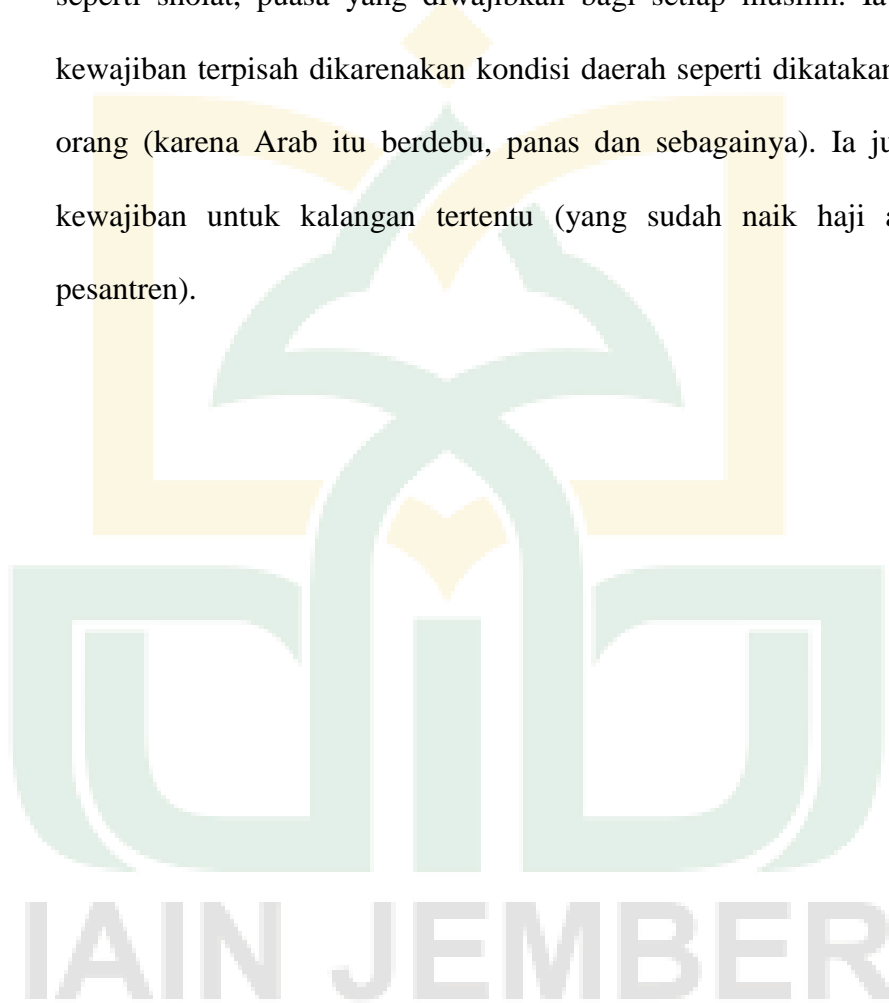 seperti sholat, puasa yang diwajibkan bagi setiap muslim. Ia
kewajiban terpisah dikarenakan kondisi daerah seperti dikatakan
orang (karena Arab itu berdebu, panas dan sebagainya). Ia
kewajiban untuk kalangan tertentu (yang sudah naik haji
pesantren).
IAIN JEMBER